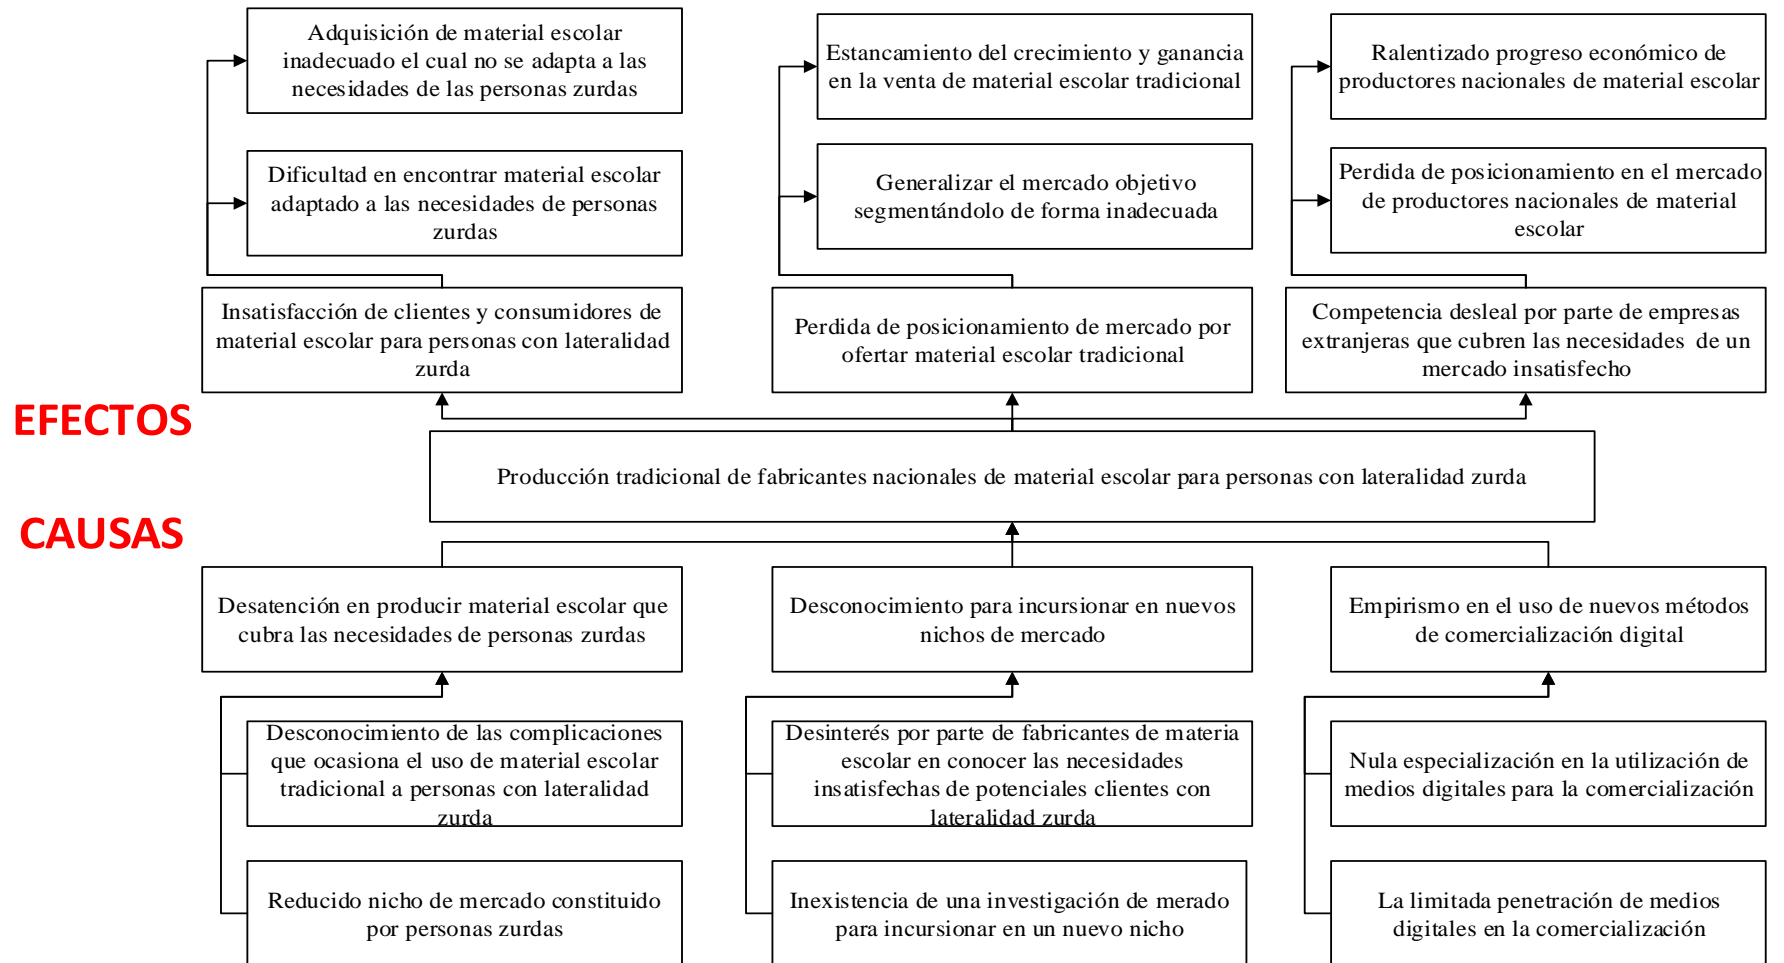 Adquisición de material escolar
inadecuado el cual no se adapta a las
necesidades de las personas zurdas
Estancamiento del crecimiento y ganancia
en la venta de material escolar tradicional
Ralentizado progreso económico de
productores nacionales de material escolar
Dificultad en encontrar material escolar
adaptado a las necesidades de personas
zurdas
Generalizar el mercado objetivo
segmentándolo de forma inadecuada
Perdida de posicionamiento en el mercado
de productores nacionales de material
escolar
Insatisfacción de clientes y consumidores de
material escolar para personas con lateralidad
zurda
Perdida de posicionamiento de mercado por
ofertar material escolar tradicional
Competencia desleal por parte de empresas
extranjeras que cubren las necesidades de un
mercado insatisfecho
EFECTOS
Producción tradicional de fabricantes nacionales de material escolar para personas con lateralidad zurda
CAUSAS
Desatención en producir material escolar que
cubra las necesidades de personas zurdas
Desconocimiento para incursionar en nuevos
nichos de mercado
Empirismo en el uso de nuevos métodos
de comercialización digital
Desconocimiento de las complicaciones
que ocasiona el uso de material escolar
tradicional a personas con lateralidad
zurda
Desinterés por parte de fabricantes de materia
escolar en conocer las necesidades
insatisfechas de potenciales clientes con
lateralidad zurda
Nula especialización en la utilización de
medios digitales para la comercialización
Reducido nicho de mercado constituido
por personas zurdas
Inexistencia de una investigación de merado
para incursionar en un nuevo nicho
La limitada penetración de medios
digitales en la comercialización